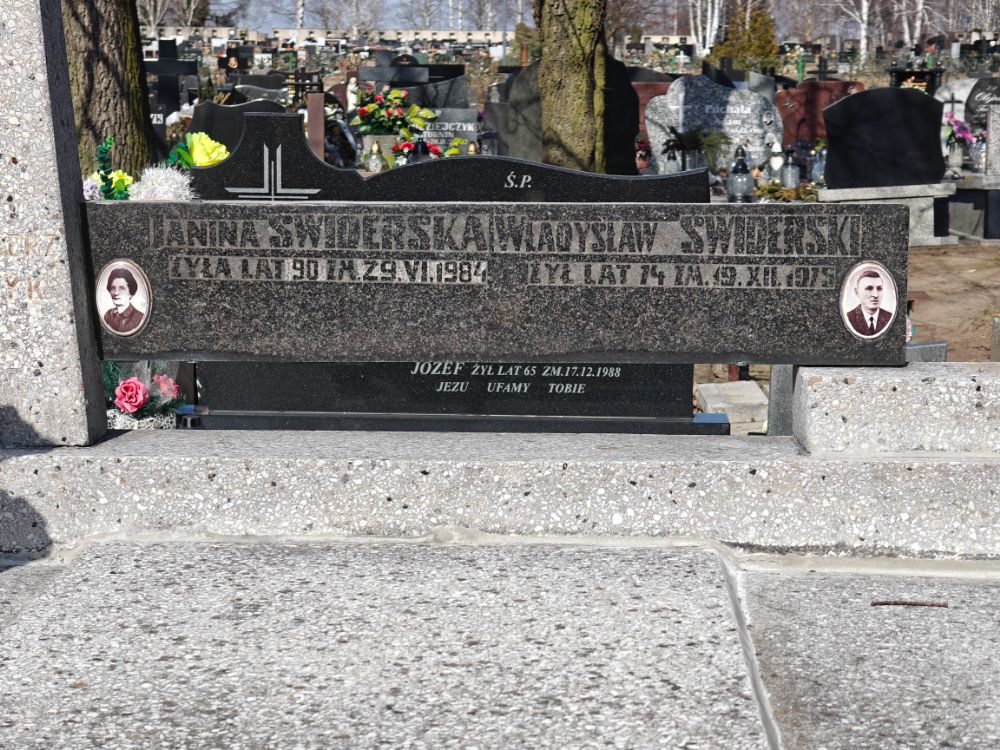 Ś.P.
JANINA ŚWIDERSKA
ŻYŁA LAT 90 ZM. 29.VI.1984
WŁADYSŁAW ŚWIDERSKI
ŻYŁ LAT 74 ZM. 19.XII.1975
JÓZEF ŻYŁ LAT 65 ZM.17.12.1988
JEZU UFAMY TOBIE
Puchała